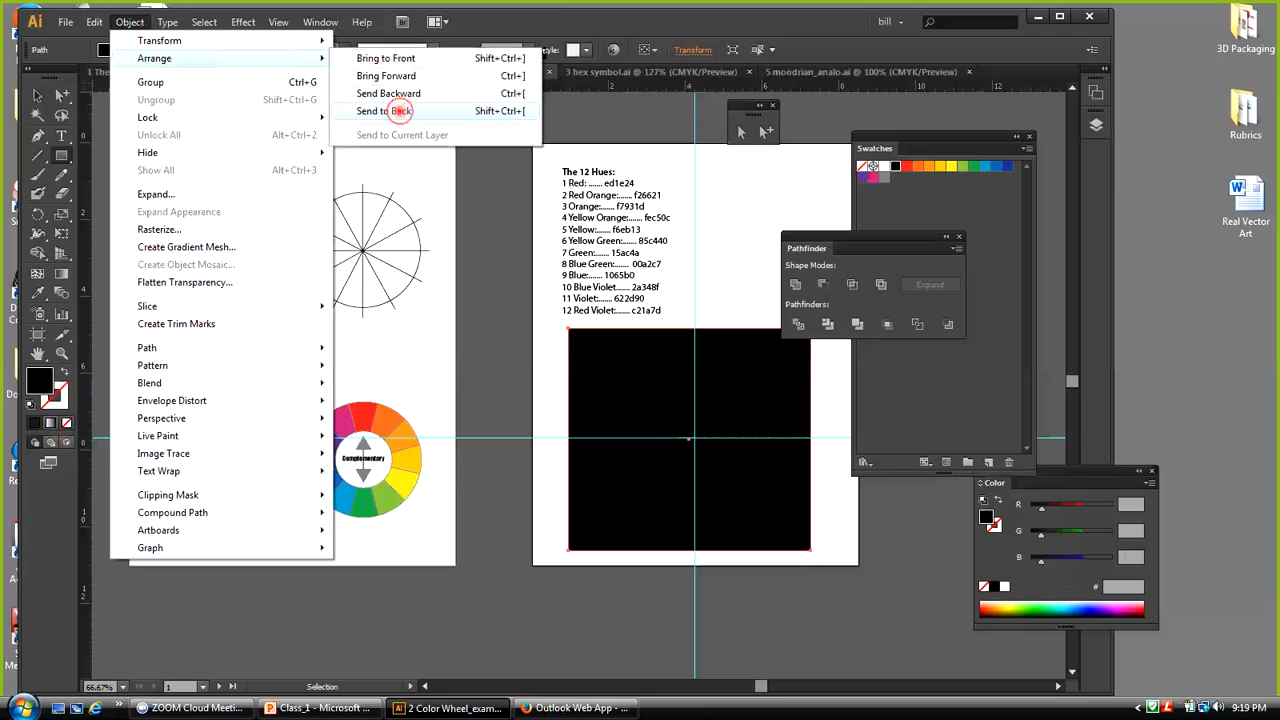 Ai File Edit Object Type Select Effect View Window Help bill
Path Style: Transform
3 hex symbol.ai @ 127% (CMYK/Preview) × 5 mondrian_analo.ai @ 100% (CMYK/Preview) ×
Transform
Arrange
Group Ctrl+G
Ungroup Shift+Ctrl+G
Lock
Unlock All Alt+Ctrl+2
Hide
Show All Alt+Ctrl+3
Expand...
Expand Appearance
Rasterize...
Create Gradient Mesh...
Create Object Mosaic...
Flatten Transparency...
Slice
Create Trim Marks
Path
Pattern
Blend
Envelope Distort
Perspective
Live Paint
Image Trace
Text Wrap
Clipping Mask
Compound Path
Artboards
Graph
Bring to Front Shift+Ctrl+]
Bring Forward Ctrl+]
Send Backward Ctrl+[
Send to Back Shift+Ctrl+[
Send to Current Layer
4 6 8 10 12
The 12 Hues:
1 Red: ....... ed1e24
2 Red Orange:....... f26621
3 Orange:....... f7931d
4 Yellow Orange:....... fec50c
5 Yellow:....... f6eb13
6 Yellow Green:....... 85c440
7 Green:....... 15ac4a
8 Blue Green:....... 00a2c7
9 Blue:....... 1065b0
10 Blue Violet....... 2a348f
11 Violet:....... 622d90
12 Red Violet:....... c21a7d
Complementary
Swatches
Pathfinder
Shape Modes:
Expand
Pathfinders:
Color
R
G
B
#
3D Packaging
Rubrics
Real Vector
Art
66.67% 1 Selection
ZOOM Cloud Meeti... Class_1 - Microsoft ... 2 Color Wheel_exam... Outlook Web App - ... 9:19 PM